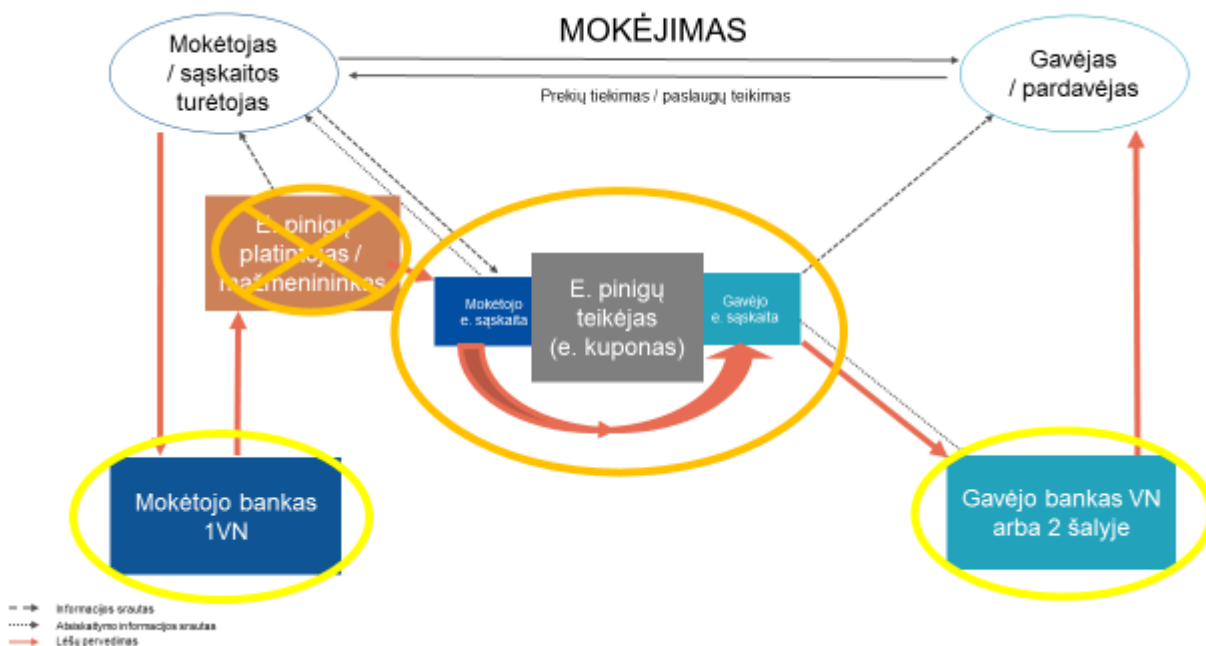 MOKĖJIMAS
Mokėtojas
/ sąskaitos
turėtojas
Gavėjas
/ pardavėjas
Prekių tiekimas / paslaugų teikimas
E. pinigų
platintojas /
mažmenininkas
Mokėtojo
e. sąskaita
E. pinigų
teikėjas
(e. kuponas)
Gavėjo
e. sąskaita
Mokėtojo bankas
1VN
Gavėjo bankas VN
arba 2 šalyje
Informacijos srautas
Atsiskaitymo informacijos srautas
Lėšų pervedimas